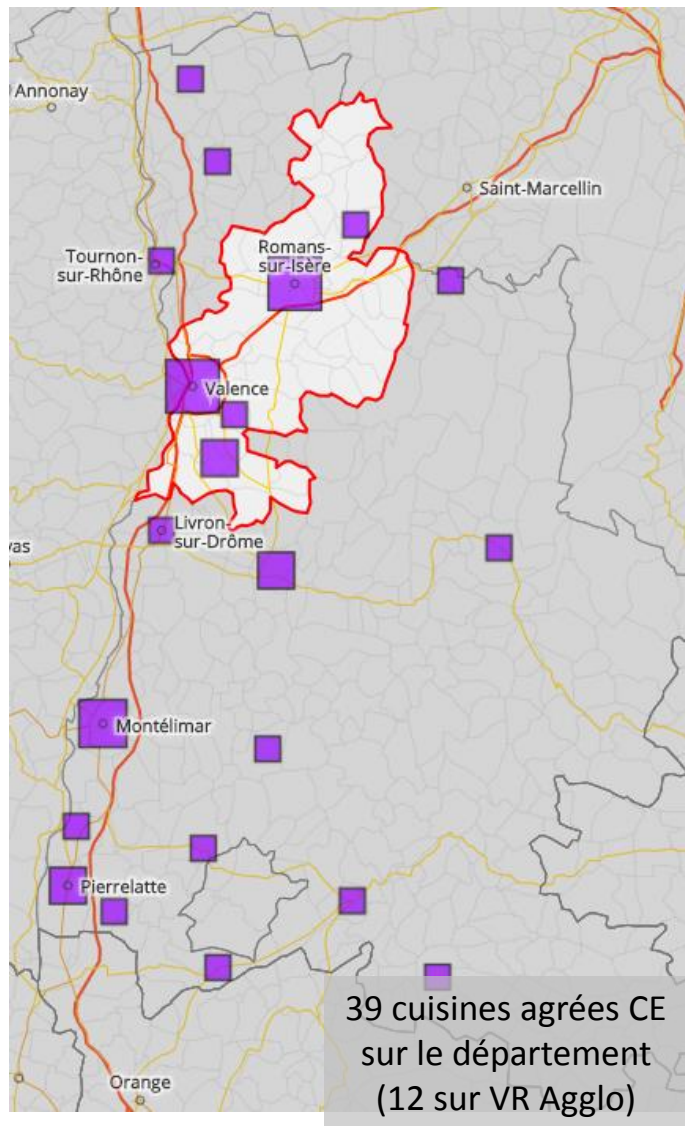 Annonay
Saint-Marcellin
Tournon-
sur-Rhône
Romans-
sur-Isère
Valence
Livron-
sur-Drôme
vas
Montélimar
Pierrelatte
Orange
39 cuisines agrées CE
sur le département
(12 sur VR Agglo)